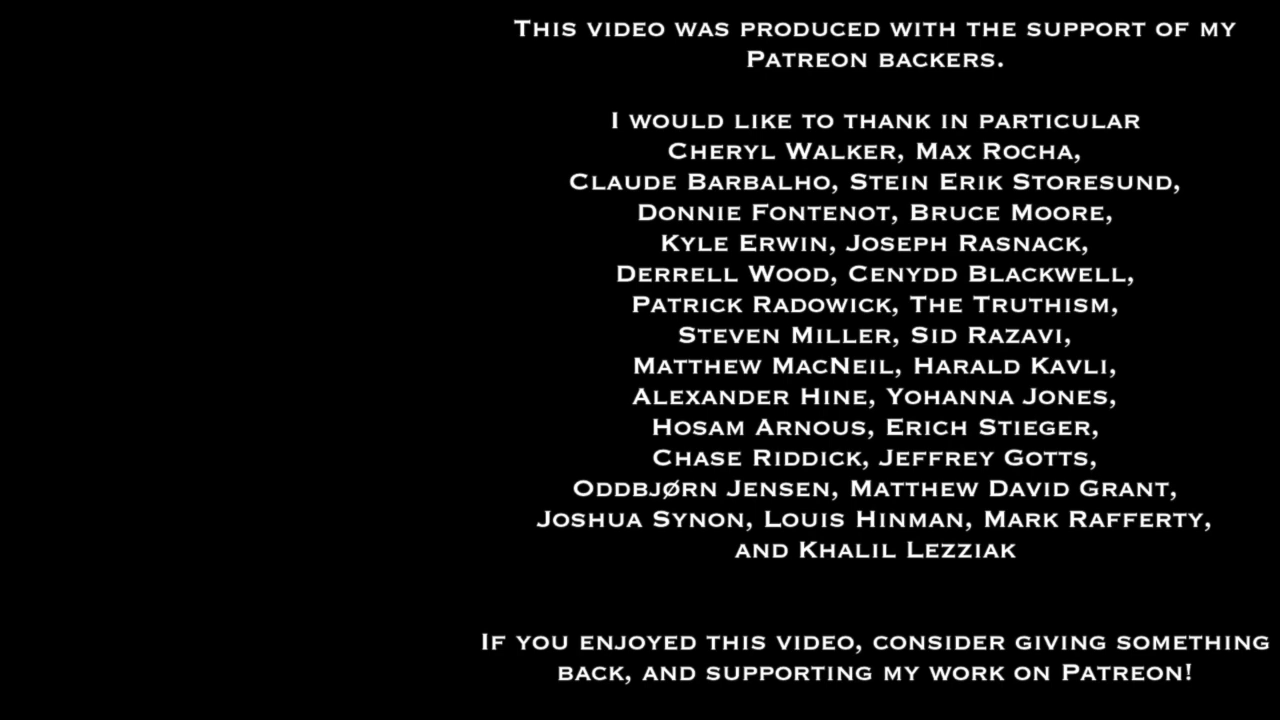 This video was produced with the support of my
Patreon backers.
I would like to thank in particular
Cheryl Walker, Max Rocha,
Claude Barbalho, Stein Erik Storesund,
Donnie Fontenot, Bruce Moore,
Kyle Erwin, Joseph Rasnack,
Derrell Wood, Cenydd Blackwell,
Patrick Radowick, The Truthism,
Steven Miller, Sid Razavi,
Matthew MacNeil, Harald Kavli,
Alexander Hine, Yohanna Jones,
Hosam Arnous, Erich Stieger,
Chase Riddick, Jeffrey Gotts,
Oddbjørn Jensen, Matthew David Grant,
Joshua Synon, Louis Hinman, Mark Rafferty,
and Khalil Lezziak
If you enjoyed this video, consider giving something
back, and supporting my work on Patreon!